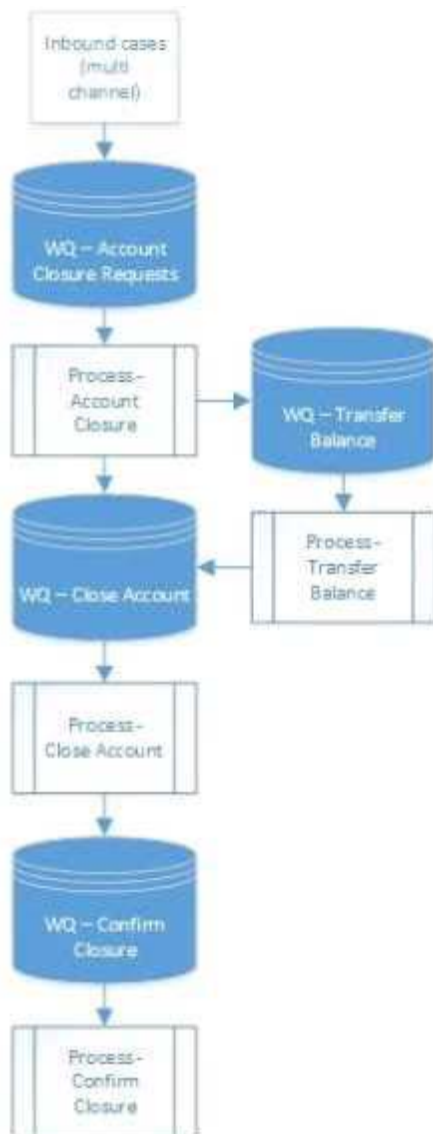 Inbound cases
(multi
channel)
WQ – Account
Closure Requests
Process-
Account
Closure
WQ – Transfer
Balance
Process-
Transfer
Balance
WQ – Close Account
Process-
Close Account
WQ – Confirm
Closure
Process-
Confirm
Closure